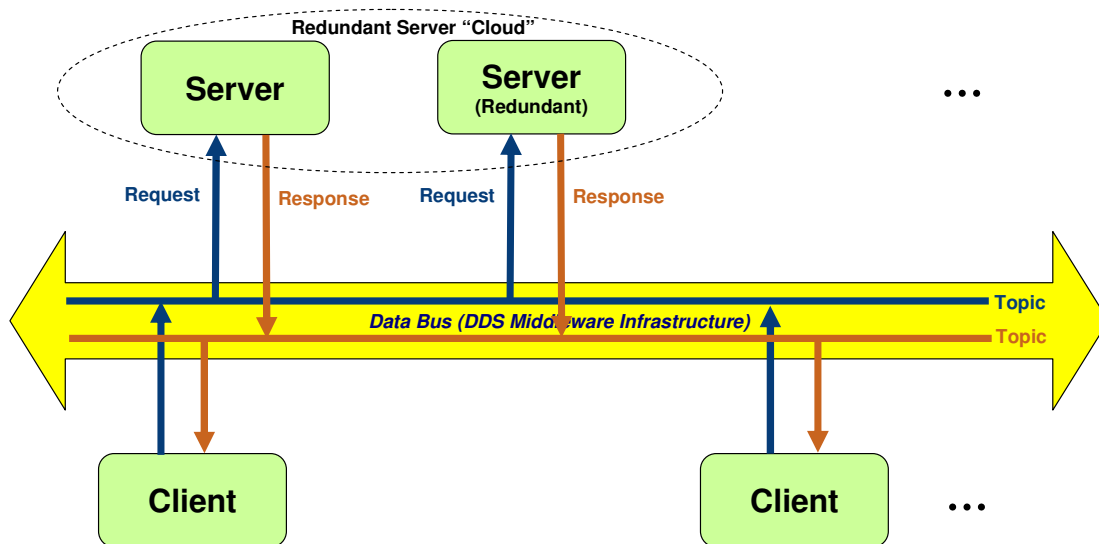 Redundant Server “Cloud”
Server
Server
(Redundant)
...
Request
Response
Request
Response
Topic
Data Bus (DDS Middleware Infrastructure)
Topic
Client
Client
...